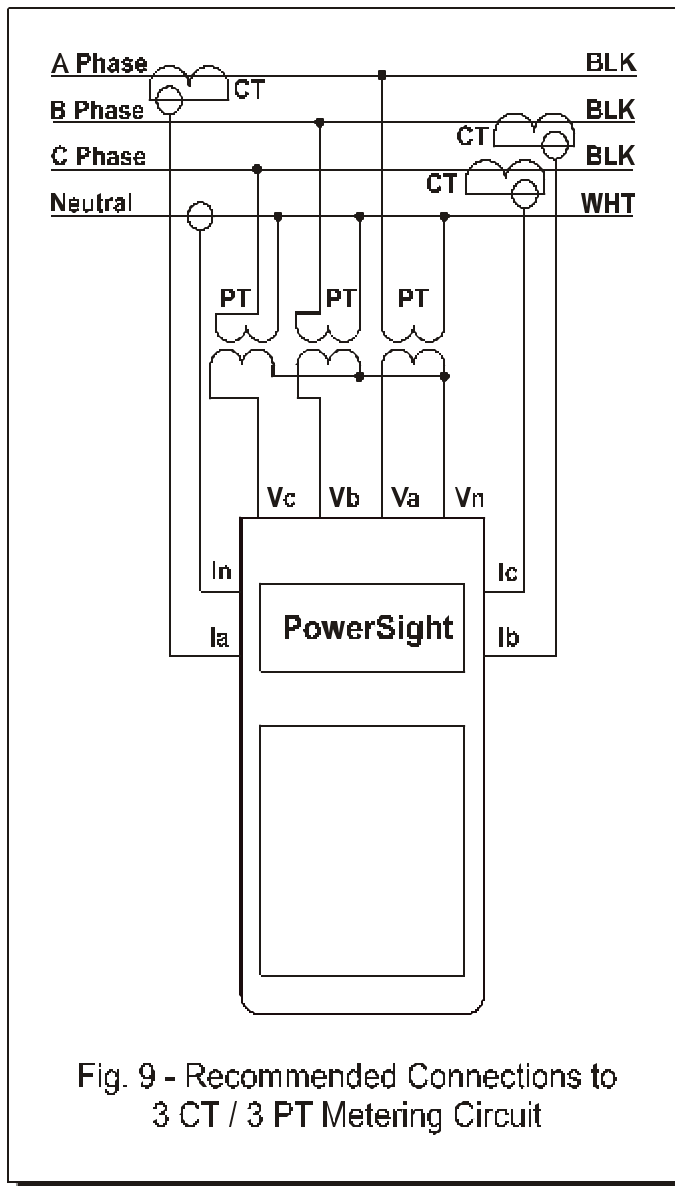 A Phase BLK
CT
B Phase BLK
CT
C Phase BLK
CT
Neutral WHT
PT PT PT
Vc Vb Va Vn
In Ic
PowerSight
Ia Ib
Fig. 9 - Recommended Connections to
3 CT / 3 PT Metering Circuit